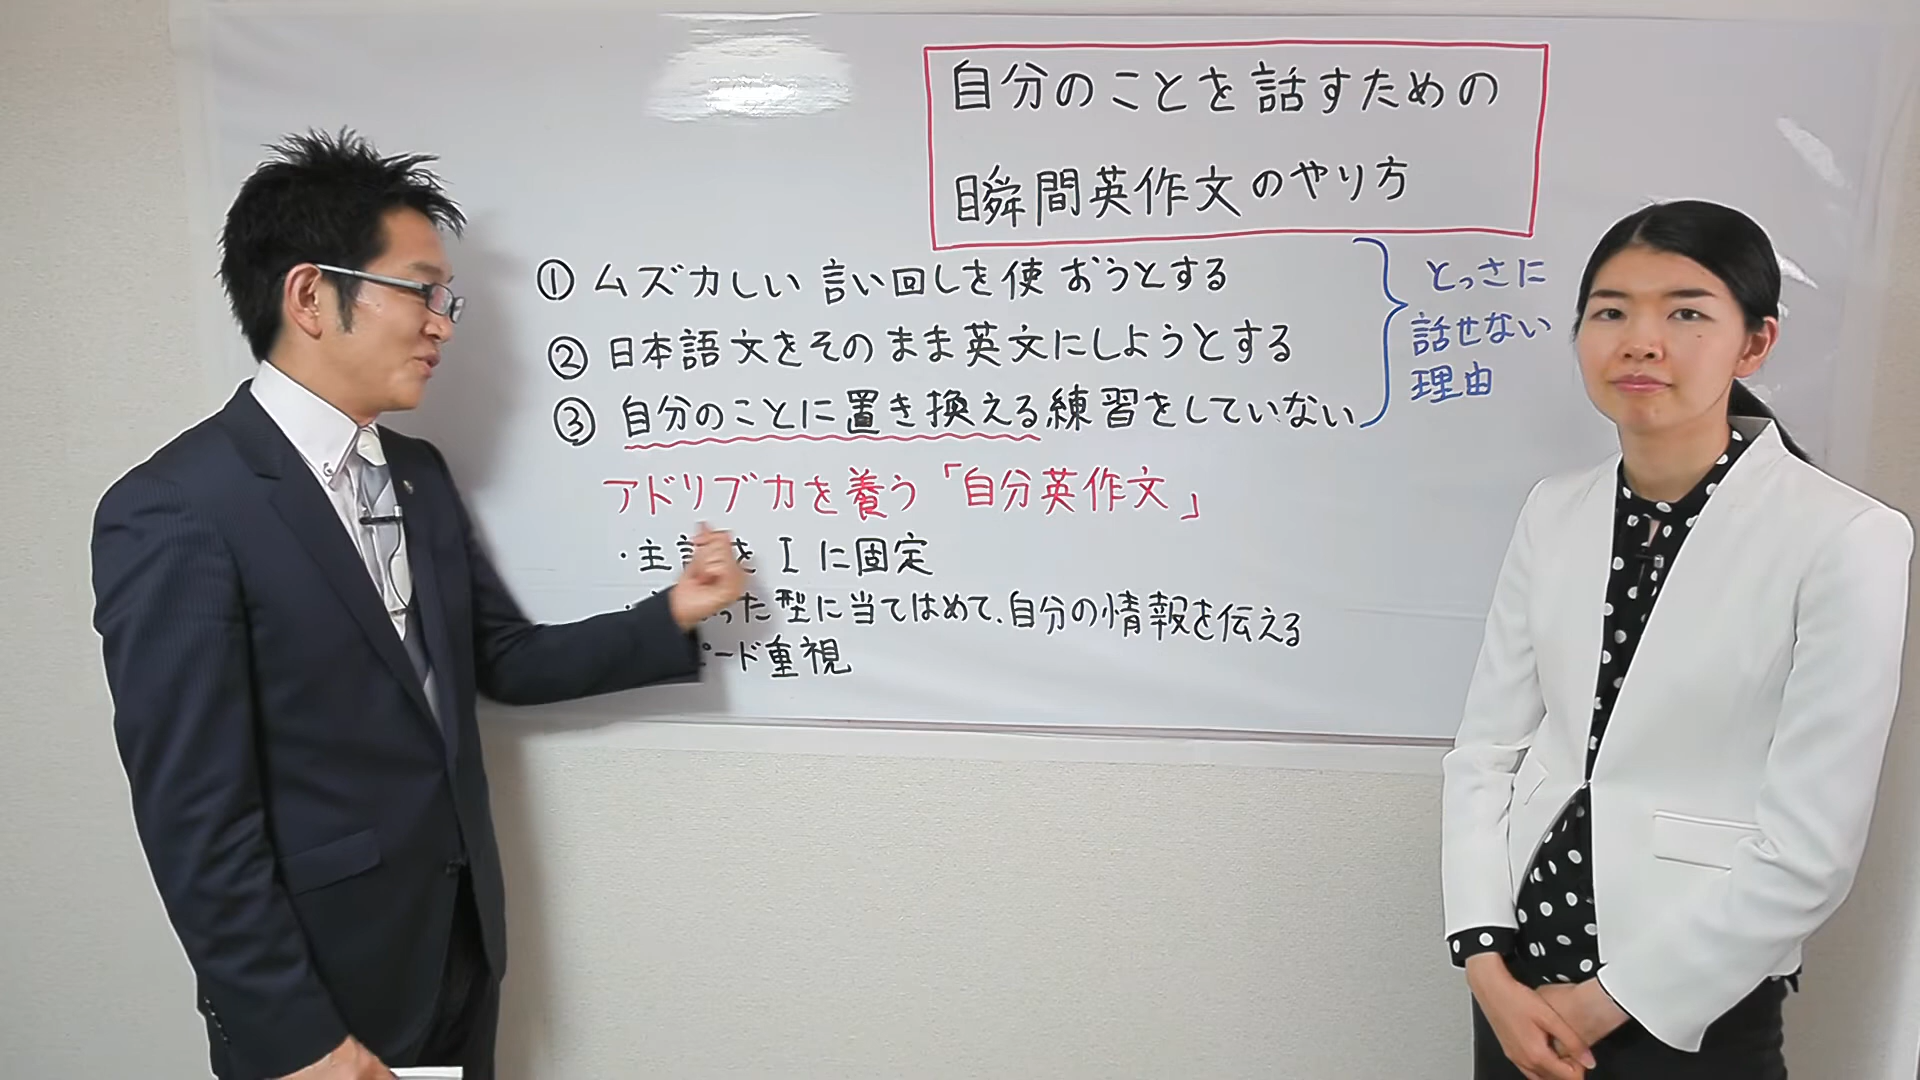 自分のことを話すための
瞬間英作文のやり方
① ムズカしい言い回しを使おうとする
② 日本語文をそのまま英文にしようとする
③ 自分のことに置き換える練習をしていない
とっさに
話せない
理由
アドリブ力を養う「自分英作文」
・主語を I に固定
った型に当てはめて、自分の情報を伝える
ピード重視